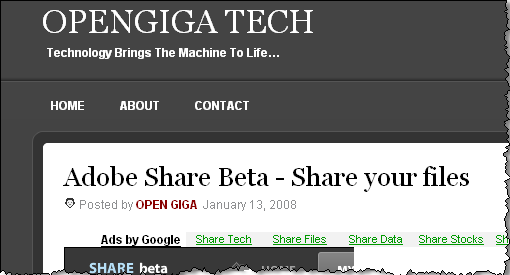 OPENGIGA TECH
Technology Brings The Machine To Life...
HOME ABOUT CONTACT
Adobe Share Beta - Share your files
Posted by OPEN GIGA January 13, 2008
Ads by Google Share Tech Share Files Share Data Share Stocks Sh
SHARE beta HOME